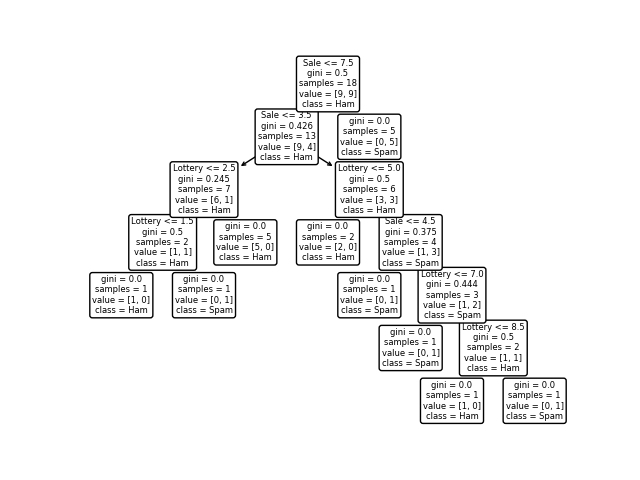 Sale <= 7.5
gini = 0.5
samples = 18
value = [9, 9]
class = Ham
Sale <= 3.5
gini = 0.426
samples = 13
value = [9, 4]
class = Ham
gini = 0.0
samples = 5
value = [0, 5]
class = Spam
Lottery <= 2.5
gini = 0.245
samples = 7
value = [6, 1]
class = Ham
Lottery <= 5.0
gini = 0.5
samples = 6
value = [3, 3]
class = Ham
Lottery <= 1.5
gini = 0.5
samples = 2
value = [1, 1]
class = Ham
gini = 0.0
samples = 5
value = [5, 0]
class = Ham
gini = 0.0
samples = 2
value = [2, 0]
class = Ham
Sale <= 4.5
gini = 0.375
samples = 4
value = [1, 3]
class = Spam
gini = 0.0
samples = 1
value = [1, 0]
class = Ham
gini = 0.0
samples = 1
value = [0, 1]
class = Spam
gini = 0.0
samples = 1
value = [0, 1]
class = Spam
Lottery <= 7.0
gini = 0.444
samples = 3
value = [1, 2]
class = Spam
gini = 0.0
samples = 1
value = [0, 1]
class = Spam
Lottery <= 8.5
gini = 0.5
samples = 2
value = [1, 1]
class = Ham
gini = 0.0
samples = 1
value = [1, 0]
class = Ham
gini = 0.0
samples = 1
value = [0, 1]
class = Spam